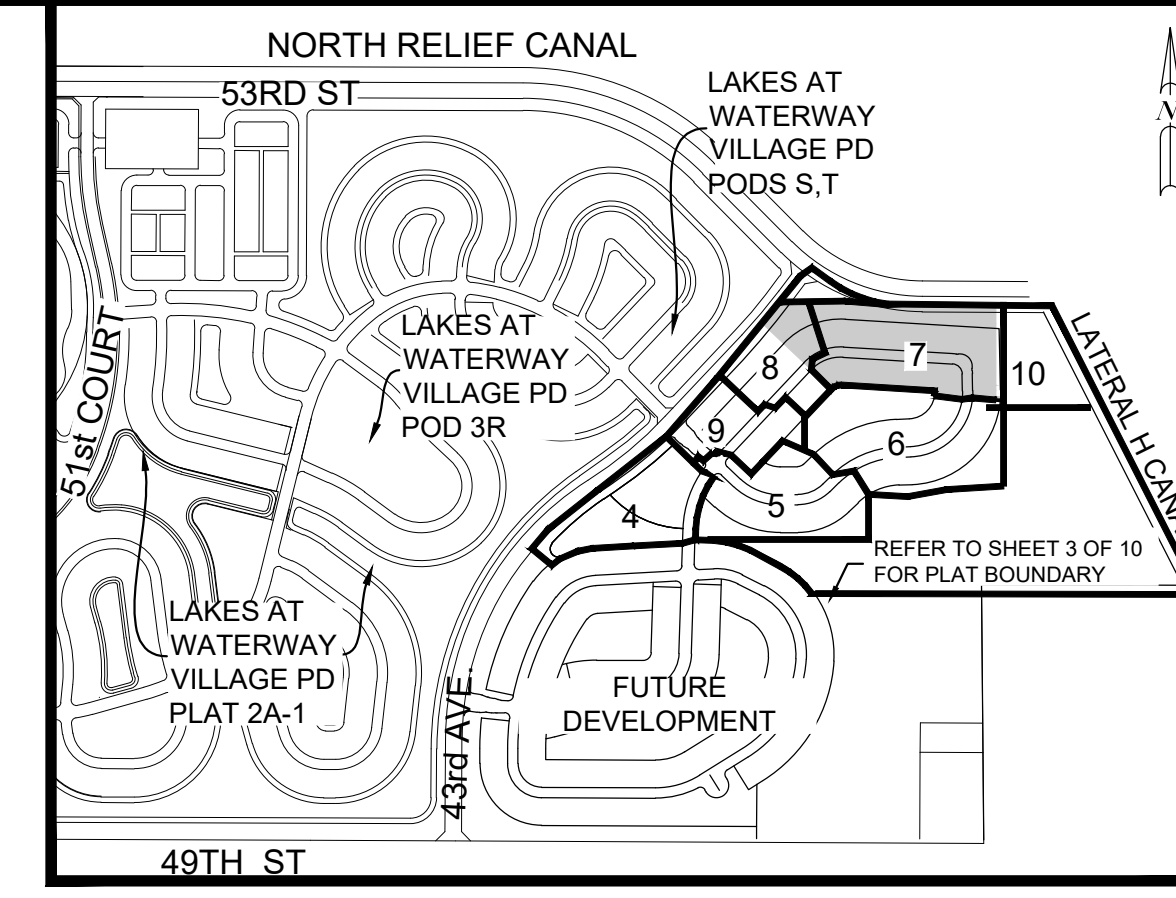 NORTH RELIEF CANAL
53RD ST
LAKES AT
WATERWAY
VILLAGE PD
PODS S,T
N
51st COURT
LAKES AT
WATERWAY
VILLAGE PD
POD 3R
8
7
10
LATERAL H CANA
9
6
5
4
REFER TO SHEET 3 OF 10
FOR PLAT BOUNDARY
LAKES AT
WATERWAY
VILLAGE PD
PLAT 2A-1
FUTURE
DEVELOPMENT
43rd AVE.
49TH ST